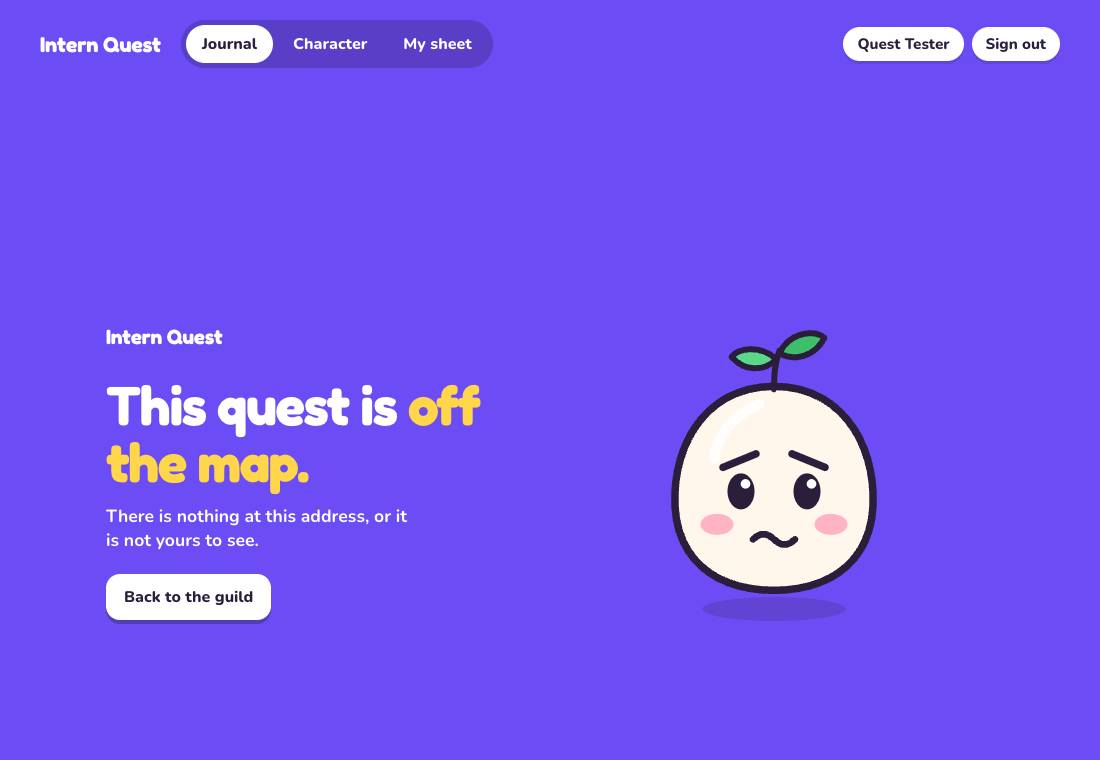 Intern Quest
Journal
Character
My sheet
Quest Tester
Sign out
Intern Quest
This quest is off
the map.
There is nothing at this address, or it
is not yours to see.
Back to the guild